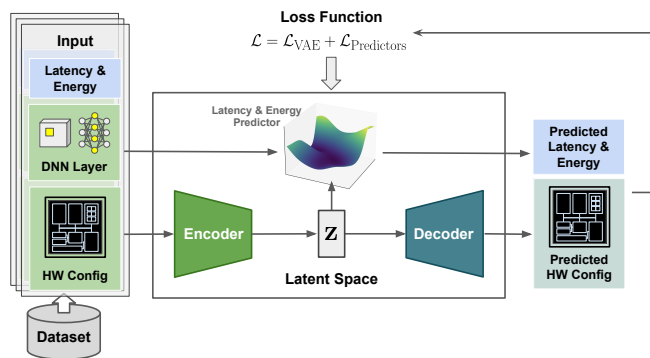 Loss Function
ℒ = ℒ_VAE + ℒ_Predictors
Input
Latency &
Energy
DNN Layer
HW Config
Dataset
Latency & Energy
Predictor
Encoder
Z
Decoder
Latent Space
Predicted
Latency &
Energy
Predicted
HW Config